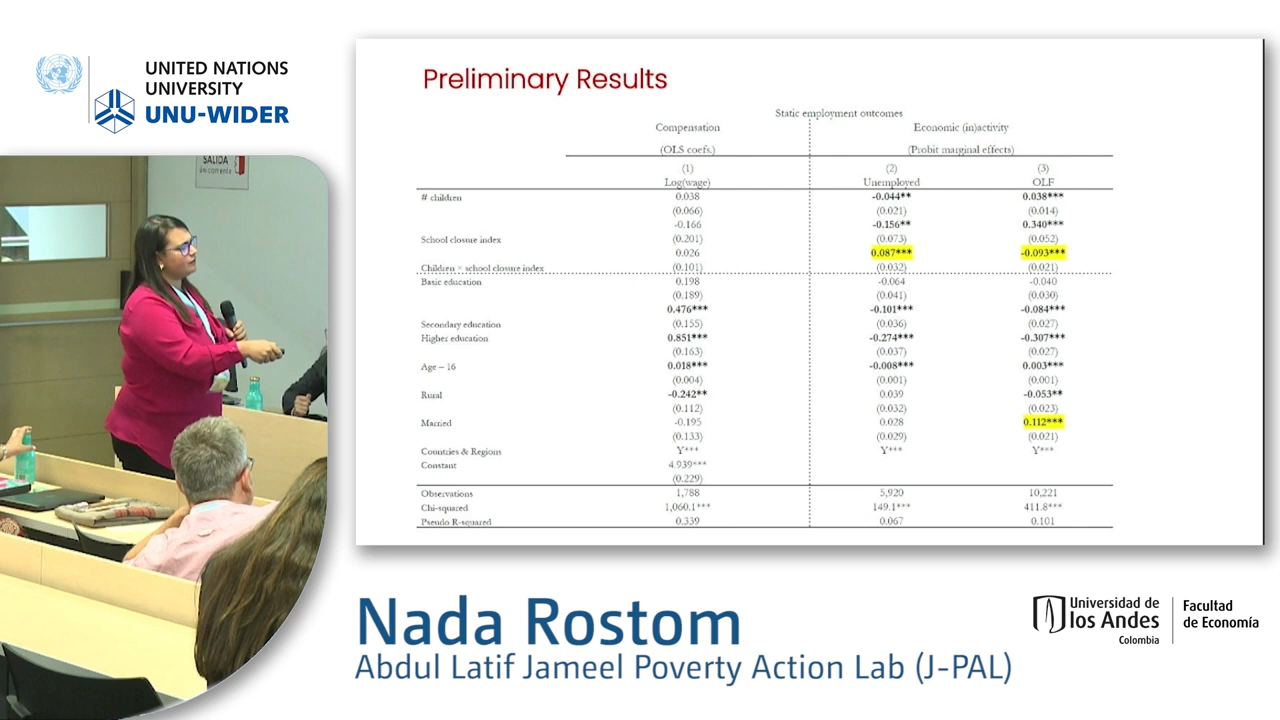 UNITED NATIONS
UNIVERSITY
UNU-WIDER
SALIDA
únicamente
Preliminary Results
Static employment outcomes
Compensation Economic (in)activity
(OLS coefs.) (Probit marginal effects)
(1) (2) (3)
Log(wage) Unemployed OLF
# children 0.038 -0.044** 0.038***
(0.066) (0.021) (0.014)
-0.166 -0.156** 0.340***
School closure index (0.201) (0.073) (0.052)
0.026 0.087*** -0.093***
Children × school closure index (0.101) (0.032) (0.021)
Basic education 0.198 -0.064 -0.040
(0.189) (0.041) (0.030)
0.476*** -0.101*** -0.084***
Secondary education (0.155) (0.036) (0.027)
Higher education 0.851*** -0.274*** -0.307***
(0.163) (0.037) (0.027)
Age – 16 0.018*** -0.008*** 0.003***
(0.004) (0.001) (0.001)
Rural -0.242** 0.039 -0.053**
(0.112) (0.032) (0.023)
Married -0.195 0.028 0.112***
(0.133) (0.029) (0.021)
Countries & Regions Y*** Y*** Y***
Constant 4.939***
(0.229)
Observations 1,788 5,920 10,221
Chi-squared 1,060.1*** 149.1*** 411.8***
Pseudo R-squared 0.339 0.067 0.101
Nada Rostom
Abdul Latif Jameel Poverty Action Lab (J-PAL)
Universidad de
los Andes
Colombia
Facultad
de Economía